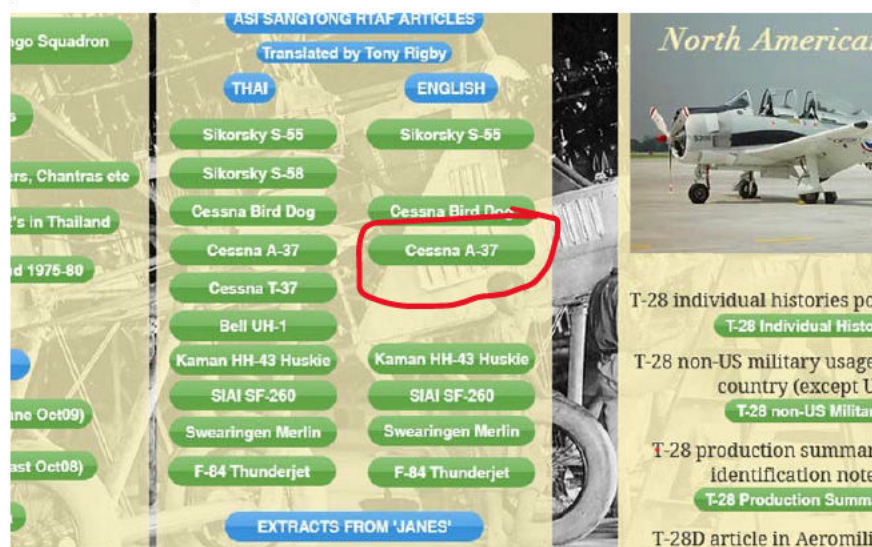 ASI SANGTONG RTAF ARTICLES
Translated by Tony Rigby
THAI
ENGLISH
Sikorsky S-55
Sikorsky S-55
Sikorsky S-58
Cessna Bird Dog
Cessna Bird Dog
Cessna A-37
Cessna A-37
Cessna T-37
Bell UH-1
Kaman HH-43 Huskie
Kaman HH-43 Huskie
SIAI SF-260
SIAI SF-260
Swearingen Merlin
Swearingen Merlin
F-84 Thunderjet
F-84 Thunderjet
EXTRACTS FROM 'JANES'
ngo Squadron
ers, Chantras etc
's in Thailand
d 1975-80
ne Oct09)
ast Oct08)
North American
T-28 individual histories po
T-28 Individual Histo
T-28 non-US military usage
country (except U
T-28 non-US Militar
T-28 production summar
identification note
T-28 Production Summa
T-28D article in Aeromili